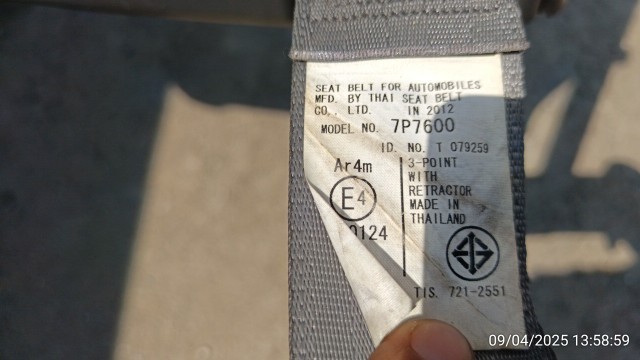 SEAT BELT FOR AUTOMOBILES
MFD. BY THAI SEAT BELT
CO., LTD. IN 2012
MODEL NO. 7P7600
ID. NO. T 079259
Ar4m
E4
0124
3-POINT
WITH
RETRACTOR
MADE IN
THAILAND
TIS. 721-2551
09/04/2025 13:58:59